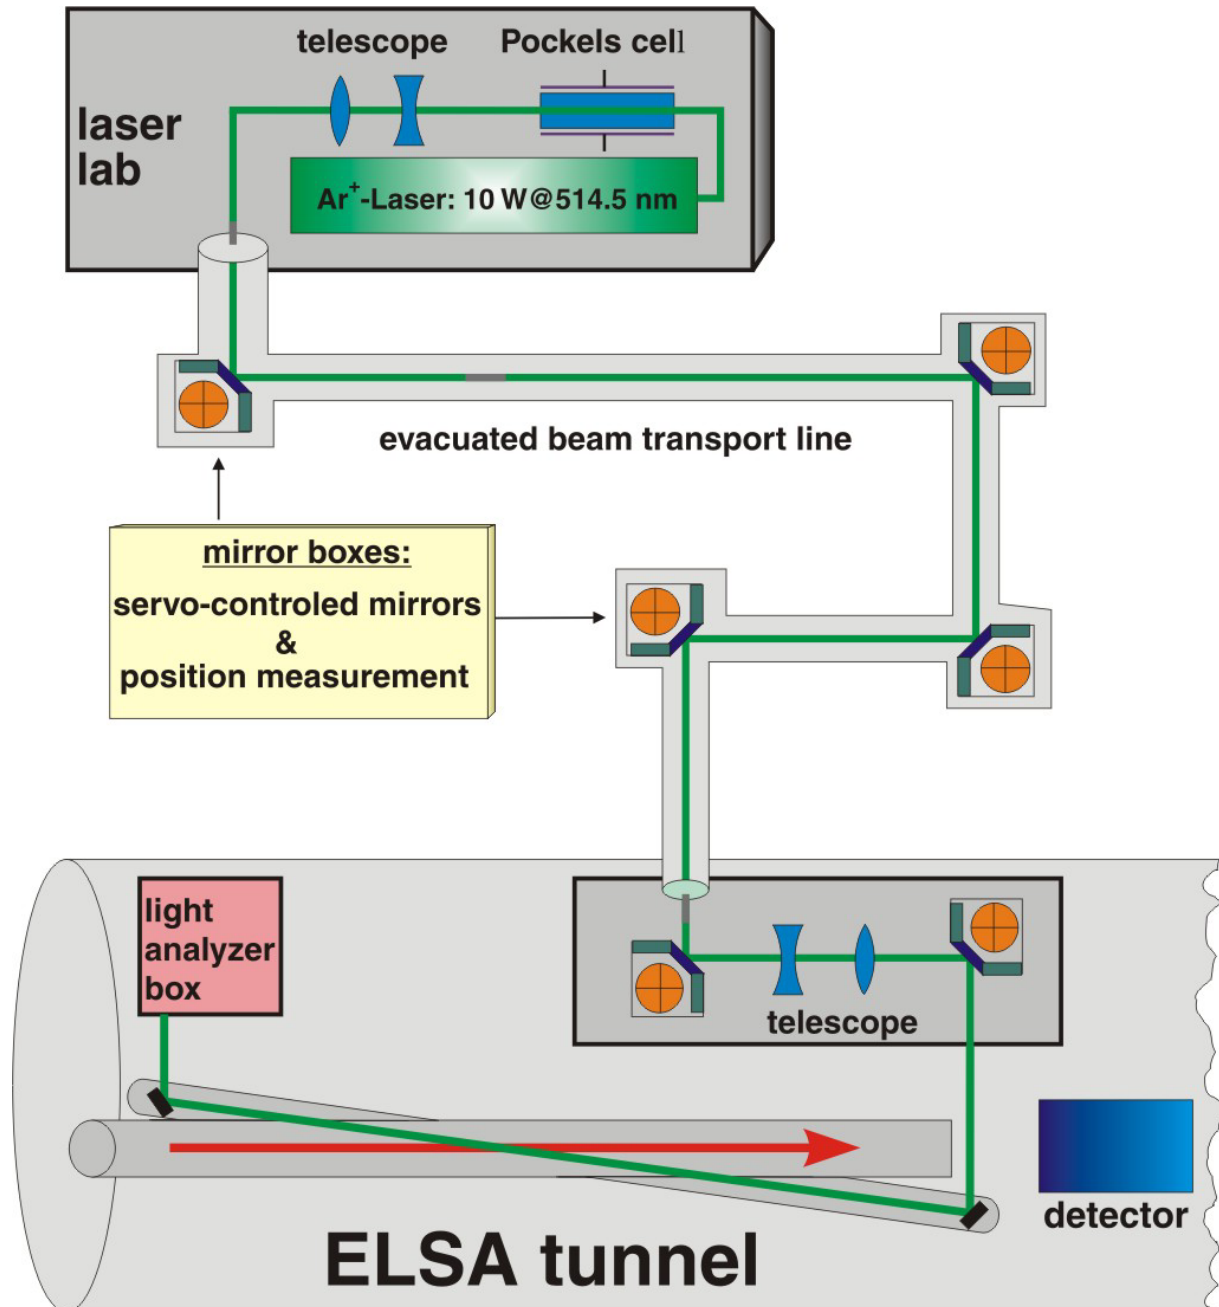 telescope
Pockels cell
laser
lab
Ar⁺-Laser: 10 W@514.5 nm
evacuated beam transport line
mirror boxes:
servo-controled mirrors
&
position measurement
light
analyzer
box
telescope
detector
ELSA tunnel